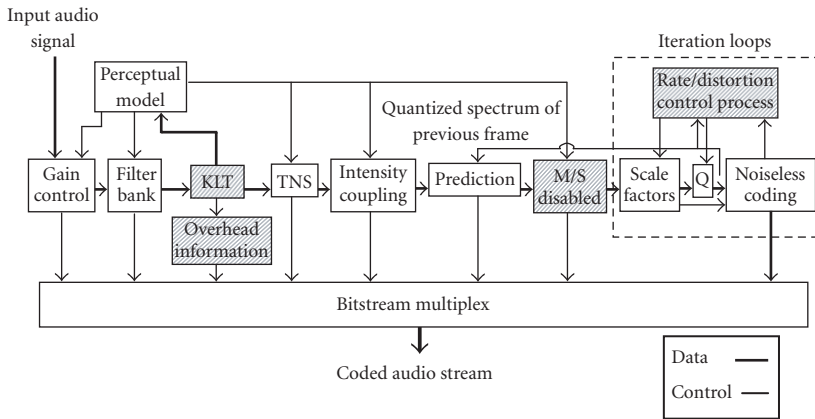 Input audio
signal
Iteration loops
Perceptual
model
Rate/distortion
control process
Quantized spectrum of
previous frame
Gain
control
Filter
bank
KLT
TNS
Intensity
coupling
Prediction
M/S
disabled
Scale
factors
Q
Noiseless
coding
Overhead
information
Bitstream multiplex
Coded audio stream
Data
Control